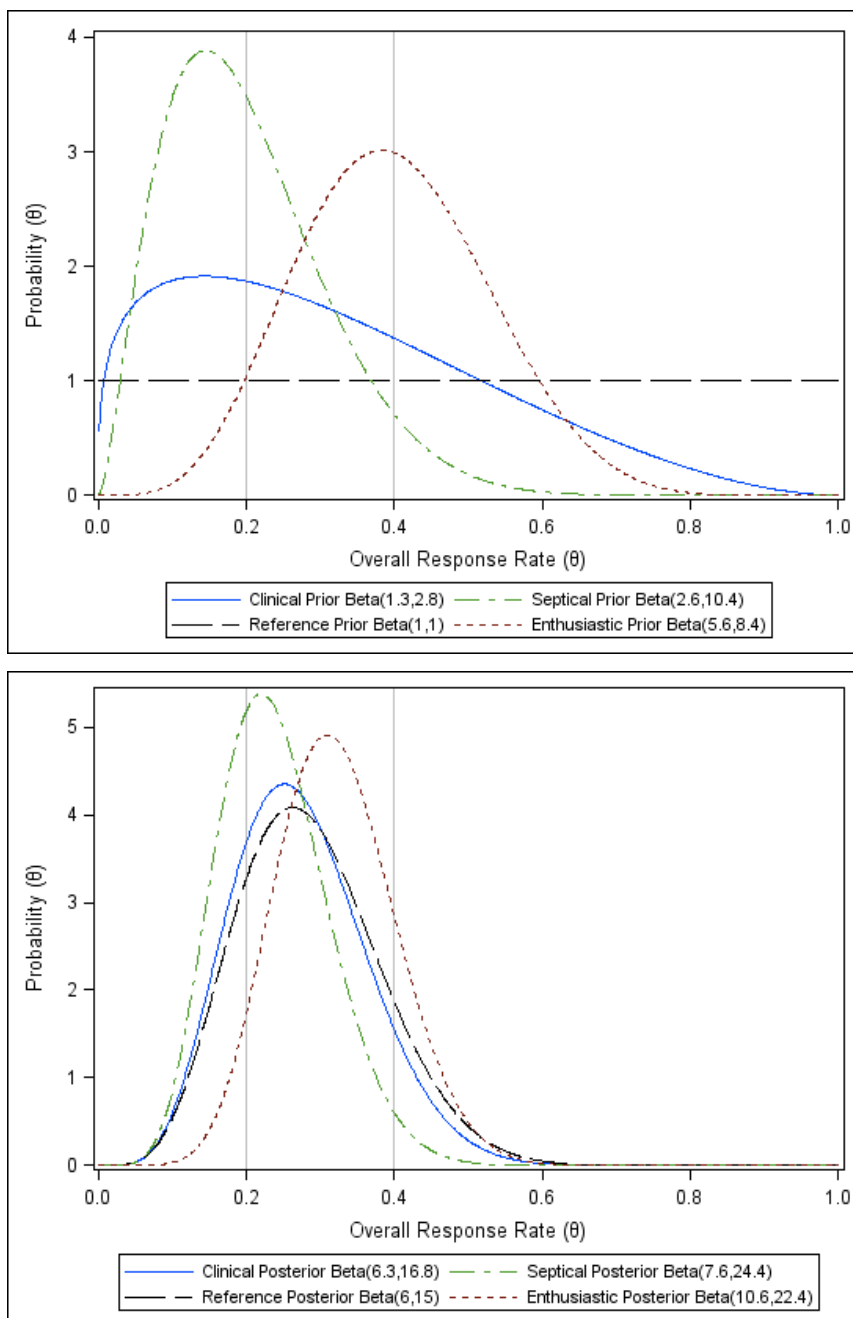 4
3
2
1
0
Probability (θ)
0.0 0.2 0.4 0.6 0.8 1.0
Overall Response Rate (θ)
Clinical Prior Beta(1.3,2.8) Septical Prior Beta(2.6,10.4)
Reference Prior Beta(1,1) Enthusiastic Prior Beta(5.6,8.4)
5
4
3
2
1
0
Probability (θ)
0.0 0.2 0.4 0.6 0.8 1.0
Overall Response Rate (θ)
Clinical Posterior Beta(6.3,16.8) Septical Posterior Beta(7.6,24.4)
Reference Posterior Beta(6,15) Enthusiastic Posterior Beta(10.6,22.4)